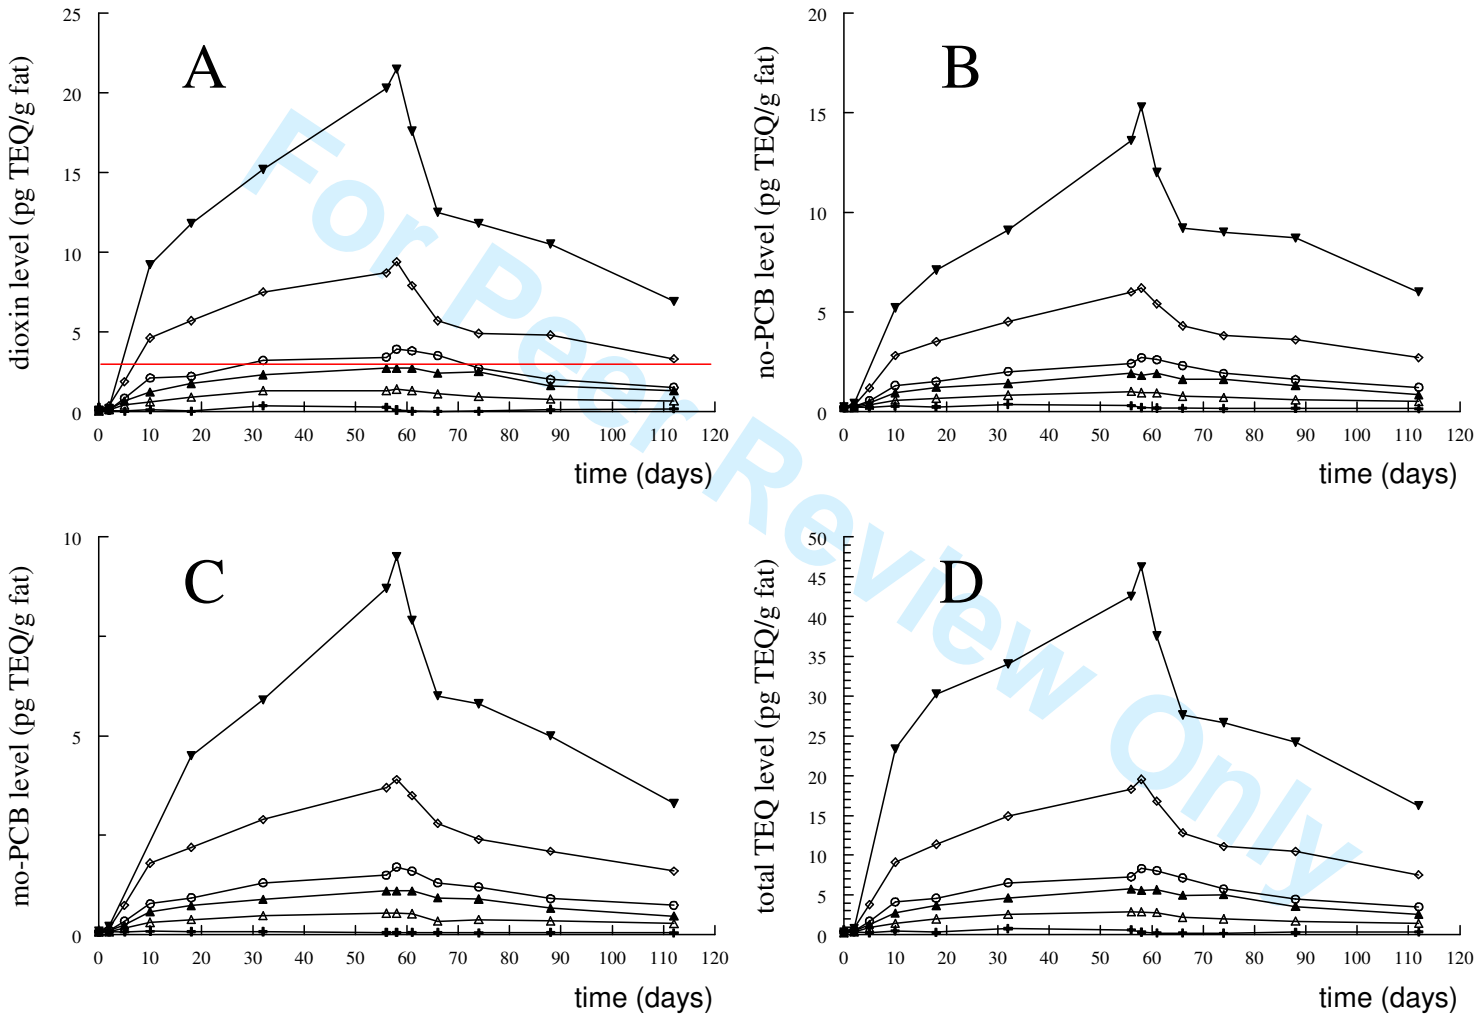 A
dioxin level (pg TEQ/g fat)
25
20
15
10
5
0
0 10 20 30 40 50 60 70 80 90 100 110 120
time (days)
B
no-PCB level (pg TEQ/g fat)
20
15
10
5
0
0 10 20 30 40 50 60 70 80 90 100 110 120
time (days)
C
mo-PCB level (pg TEQ/g fat)
10
5
0
0 10 20 30 40 50 60 70 80 90 100 110 120
time (days)
D
total TEQ level (pg TEQ/g fat)
50
45
40
35
30
25
20
15
10
5
0
0 10 20 30 40 50 60 70 80 90 100 110 120
time (days)
For Peer Review Only